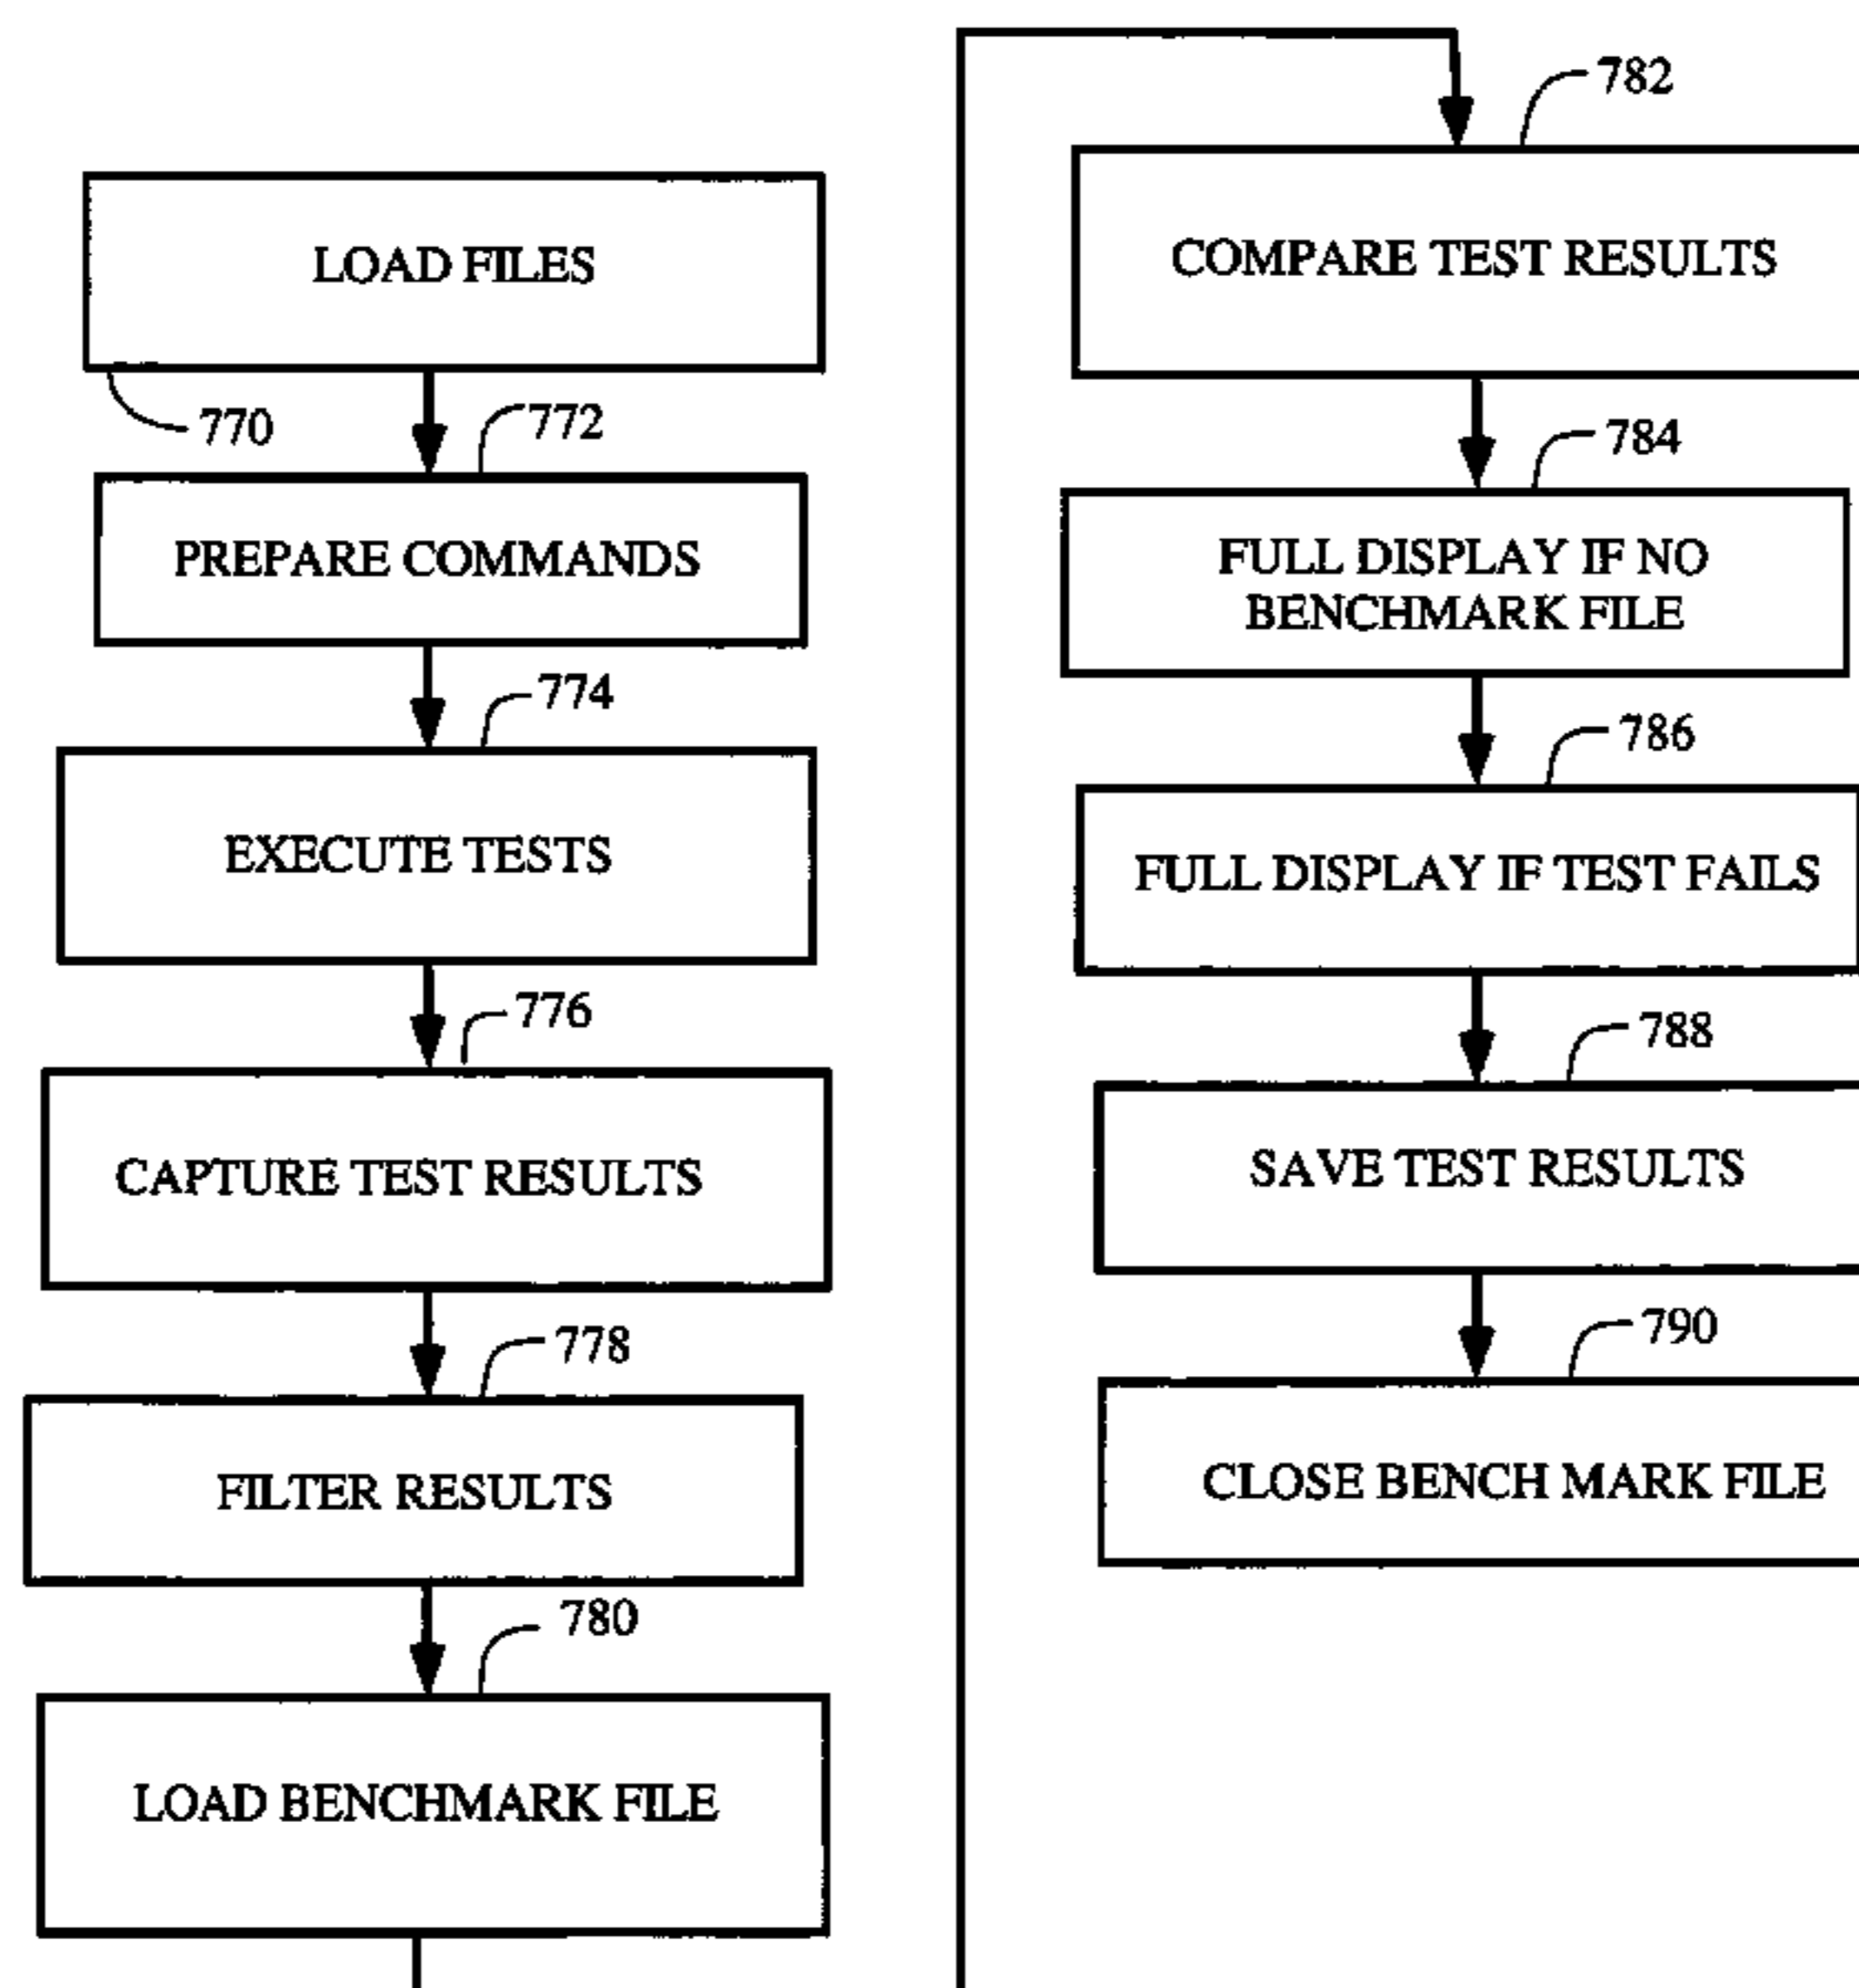 LOAD FILES
770
772
PREPARE COMMANDS
774
EXECUTE TESTS
776
CAPTURE TEST RESULTS
778
FILTER RESULTS
780
LOAD BENCHMARK FILE
782
COMPARE TEST RESULTS
784
FULL DISPLAY IF NO
BENCHMARK FILE
786
FULL DISPLAY IF TEST FAILS
788
SAVE TEST RESULTS
790
CLOSE BENCH MARK FILE